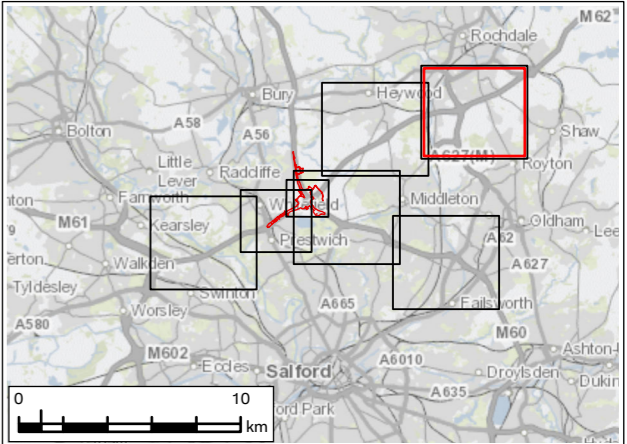 M62
Rochdale
Bury
Heywood
A58
Bolton
A56
Shaw
Little
Lever
Radcliffe
A627(M)
Royton
Farnworth
Middleton
M61
Kearsley
Oldham
Prestwich
A62
Walkden
A627
Tyldesley
Swinton
Failsworth
Worsley
A665
A580
M60
M602
A6010
Ashton-
Eccles
Salford
Droylsden
Dukin
0
10
A635
ord Park
km